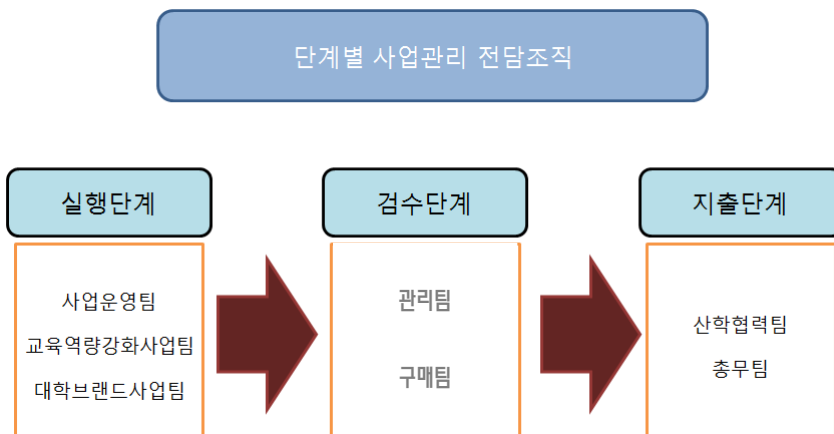 단계별 사업관리 전담조직
실행단계
사업운영팀
교육역량강화사업팀
대학브랜드사업팀
검수단계
관리팀
구매팀
지출단계
산학협력팀
총무팀